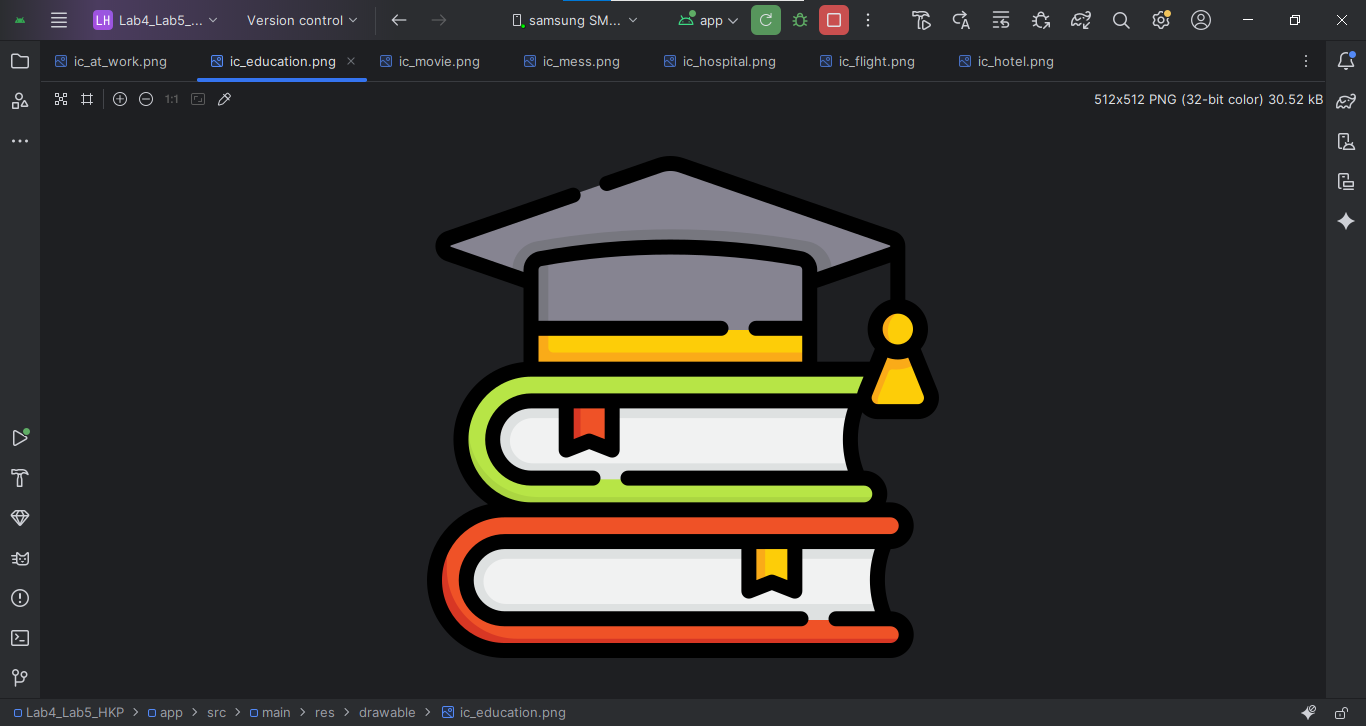 LH Lab4_Lab5_... Version control samsung SM... app
ic_at_work.png ic_education.png ic_movie.png ic_mess.png ic_hospital.png ic_flight.png ic_hotel.png
1:1 512x512 PNG (32-bit color) 30.52 kB
Lab4_Lab5_HKP > app > src > main > res > drawable > ic_education.png